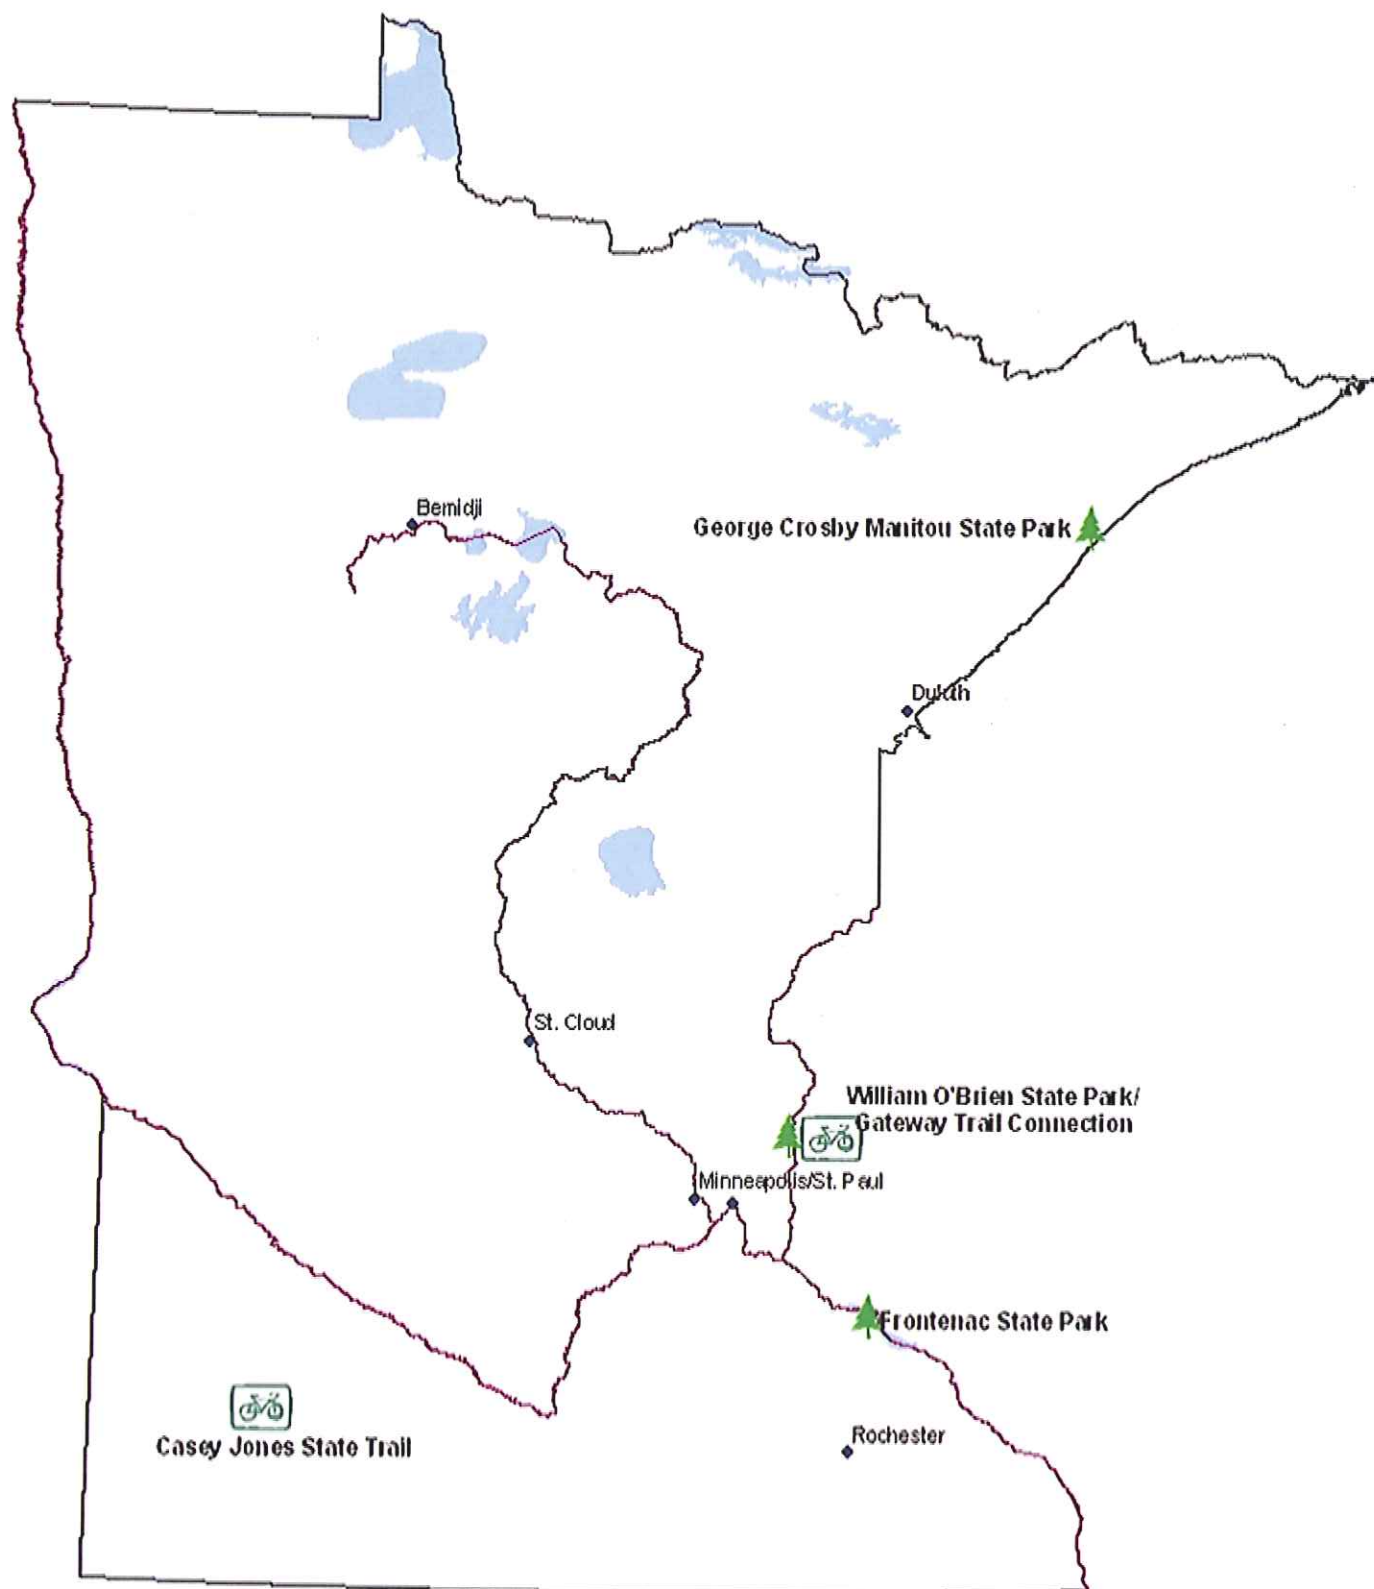 Bemidji
George Crosby Manitou State Park
Duluth
St. Cloud
William O'Brien State Park/
Gateway Trail Connection
Minneapolis/St. Paul
Frontenac State Park
Casey Jones State Trail
Rochester